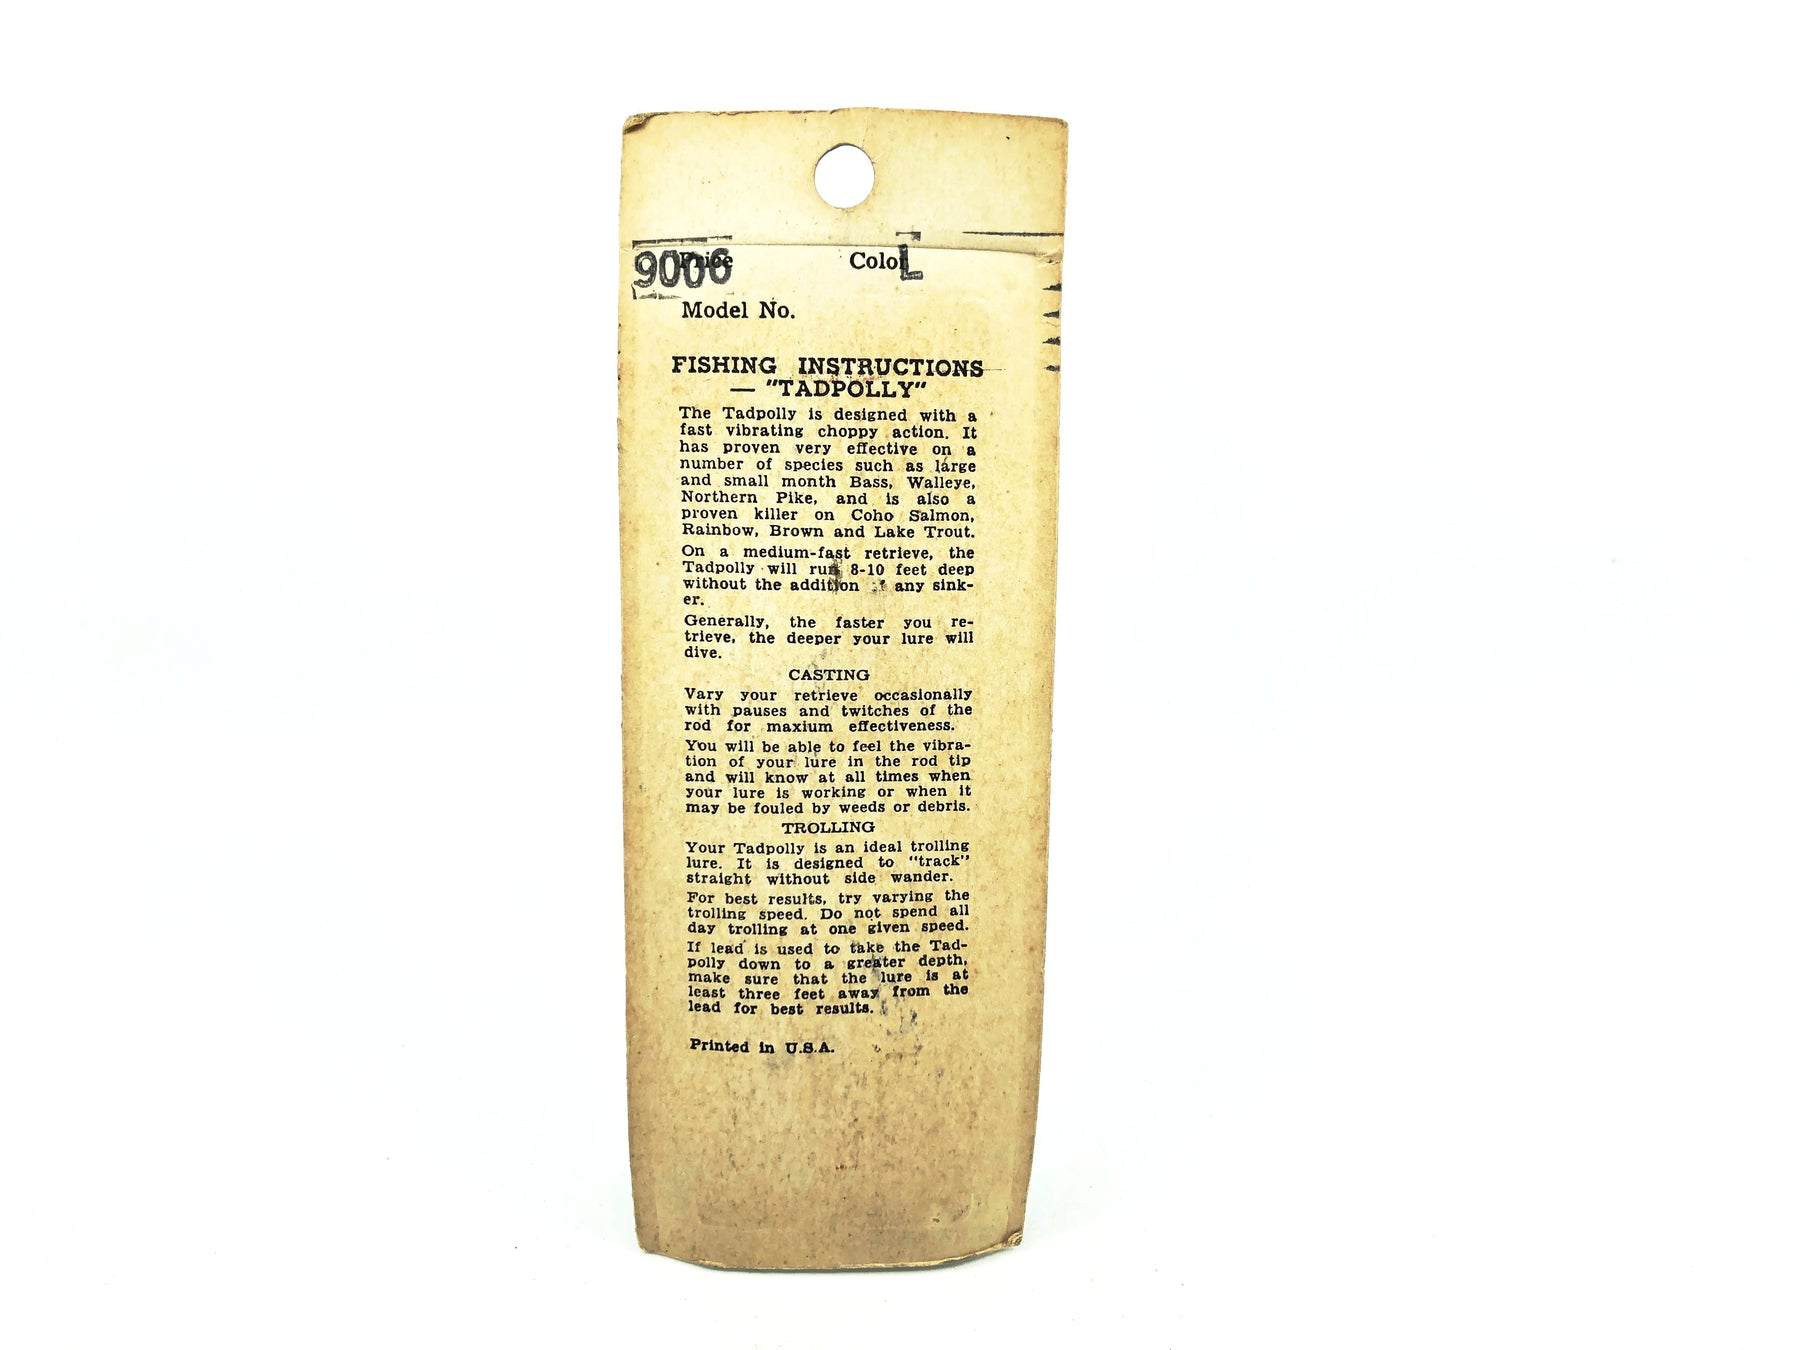 9006 Price Color L
Model No.
FISHING INSTRUCTIONS
— "TADPOLLY"
The Tadpolly is designed with a
fast vibrating choppy action. It
has proven very effective on a
number of species such as large
and small month Bass, Walleye,
Northern Pike, and is also a
proven killer on Coho Salmon,
Rainbow, Brown and Lake Trout.
On a medium-fast retrieve, the
Tadpolly will run 8-10 feet deep
without the addition of any sink-
er.
Generally, the faster you re-
trieve, the deeper your lure will
dive.
CASTING
Vary your retrieve occasionally
with pauses and twitches of the
rod for maxium effectiveness.
You will be able to feel the vibra-
tion of your lure in the rod tip
and will know at all times when
your lure is working or when it
may be fouled by weeds or debris.
TROLLING
Your Tadpolly is an ideal trolling
lure. It is designed to "track"
straight without side wander.
For best results, try varying the
trolling speed. Do not spend all
day trolling at one given speed.
If lead is used to take the Tad-
polly down to a greater depth,
make sure that the lure is at
least three feet away from the
lead for best results.
Printed in U.S.A.